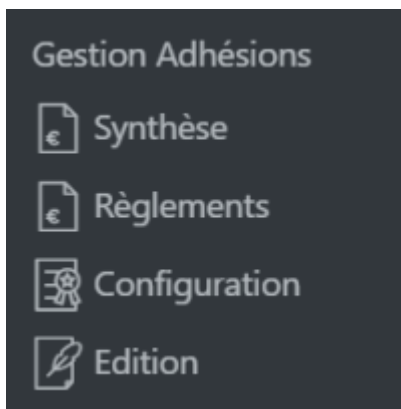 Gestion Adhésions
Synthèse
Règlements
Configuration
Edition